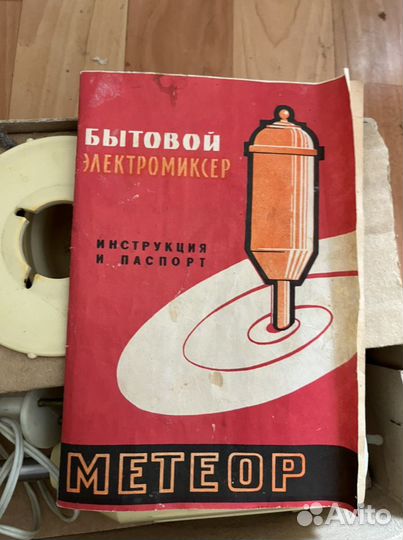 БЫТОВОЙ
ЭЛЕКТРОМИКСЕР
ИНСТРУКЦИЯ
И ПАСПОРТ
МЕТЕОР
Avito